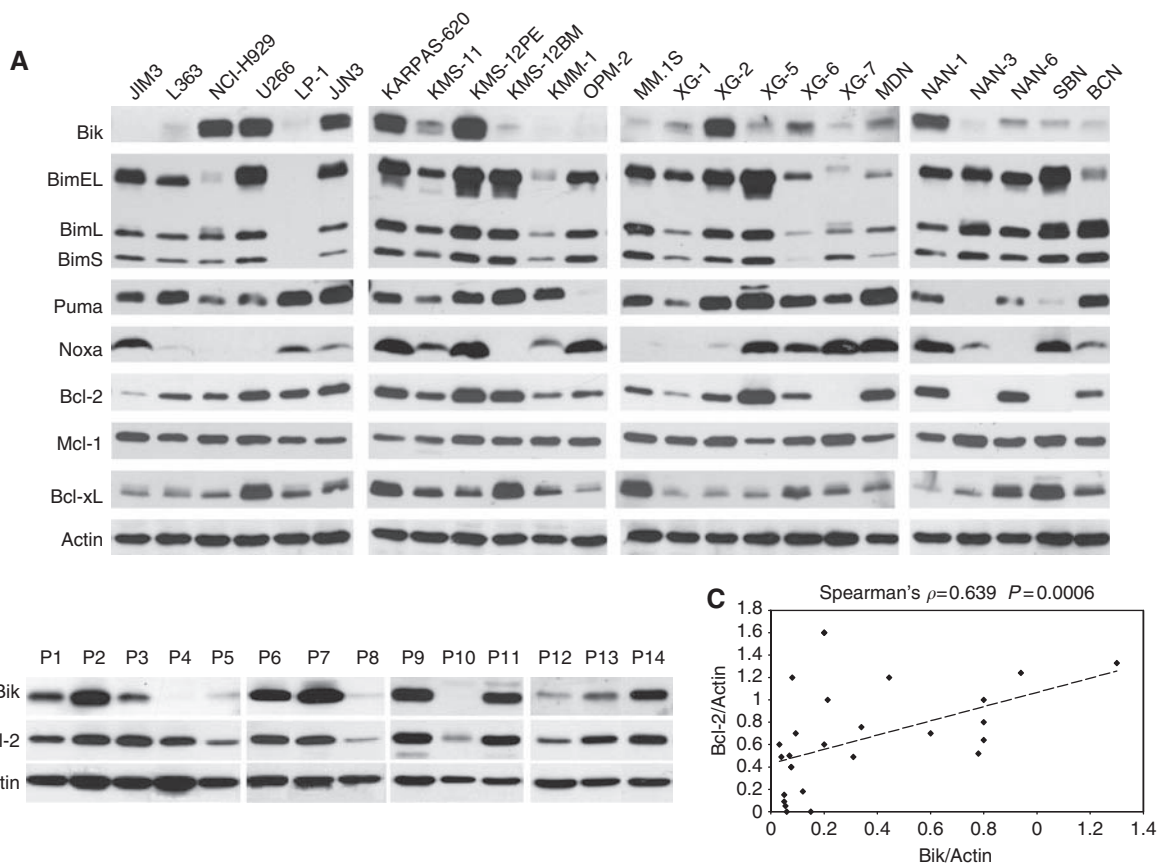 A
JIM3 L363 NCI-H929 U266 LP-1 JJN3 KARPAS-620 KMS-11 KMS-12PE KMS-12BM KMM-1 OPM-2 MM.1S XG-1 XG-2 XG-5 XG-6 XG-7 MDN NAN-1 NAN-3 NAN-6 SBN BCN
Bik
BimEL
BimL
BimS
Puma
Noxa
Bcl-2
Mcl-1
Bcl-xL
Actin
P1 P2 P3 P4 P5 P6 P7 P8 P9 P10 P11 P12 P13 P14
Bik
l-2
tin
C
Spearman's ρ=0.639 P=0.0006
Bcl-2/Actin
1.8
1.6
1.4
1.2
1
0.8
0.6
0.4
0.2
0
0 0.2 0.4 0.6 0.8 0 1.2 1.4
Bik/Actin